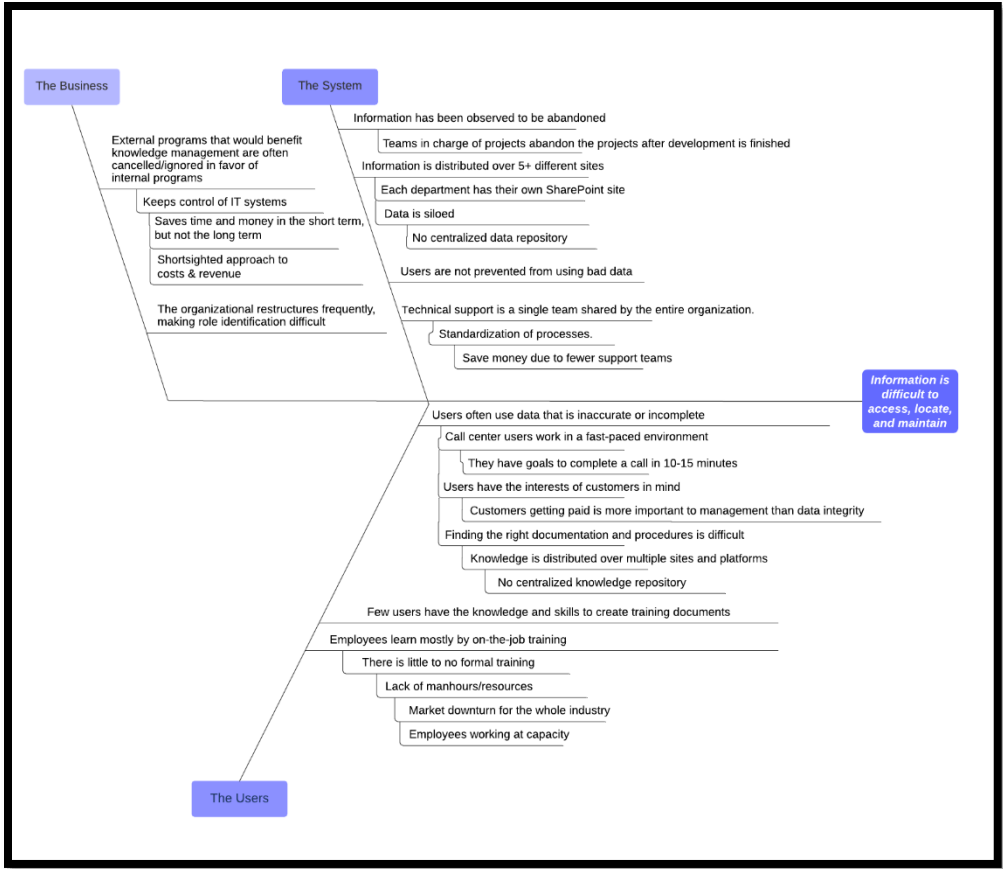 The Business
The System
Information has been observed to be abandoned
Teams in charge of projects abandon the projects after development is finished
External programs that would benefit
knowledge management are often
cancelled/ignored in favor of
internal programs
Information is distributed over 5+ different sites
Each department has their own SharePoint site
Keeps control of IT systems
Data is siloed
Saves time and money in the short term,
but not the long term
No centralized data repository
Shortsighted approach to
costs & revenue
Users are not prevented from using bad data
The organizational restructures frequently,
making role identification difficult
Technical support is a single team shared by the entire organization.
Standardization of processes.
Save money due to fewer support teams
Information is
difficult to
access, locate,
and maintain
Users often use data that is inaccurate or incomplete
Call center users work in a fast-paced environment
They have goals to complete a call in 10-15 minutes
Users have the interests of customers in mind
Customers getting paid is more important to management than data integrity
Finding the right documentation and procedures is difficult
Knowledge is distributed over multiple sites and platforms
No centralized knowledge repository
Few users have the knowledge and skills to create training documents
Employees learn mostly by on-the-job training
There is little to no formal training
Lack of manhours/resources
Market downturn for the whole industry
Employees working at capacity
The Users